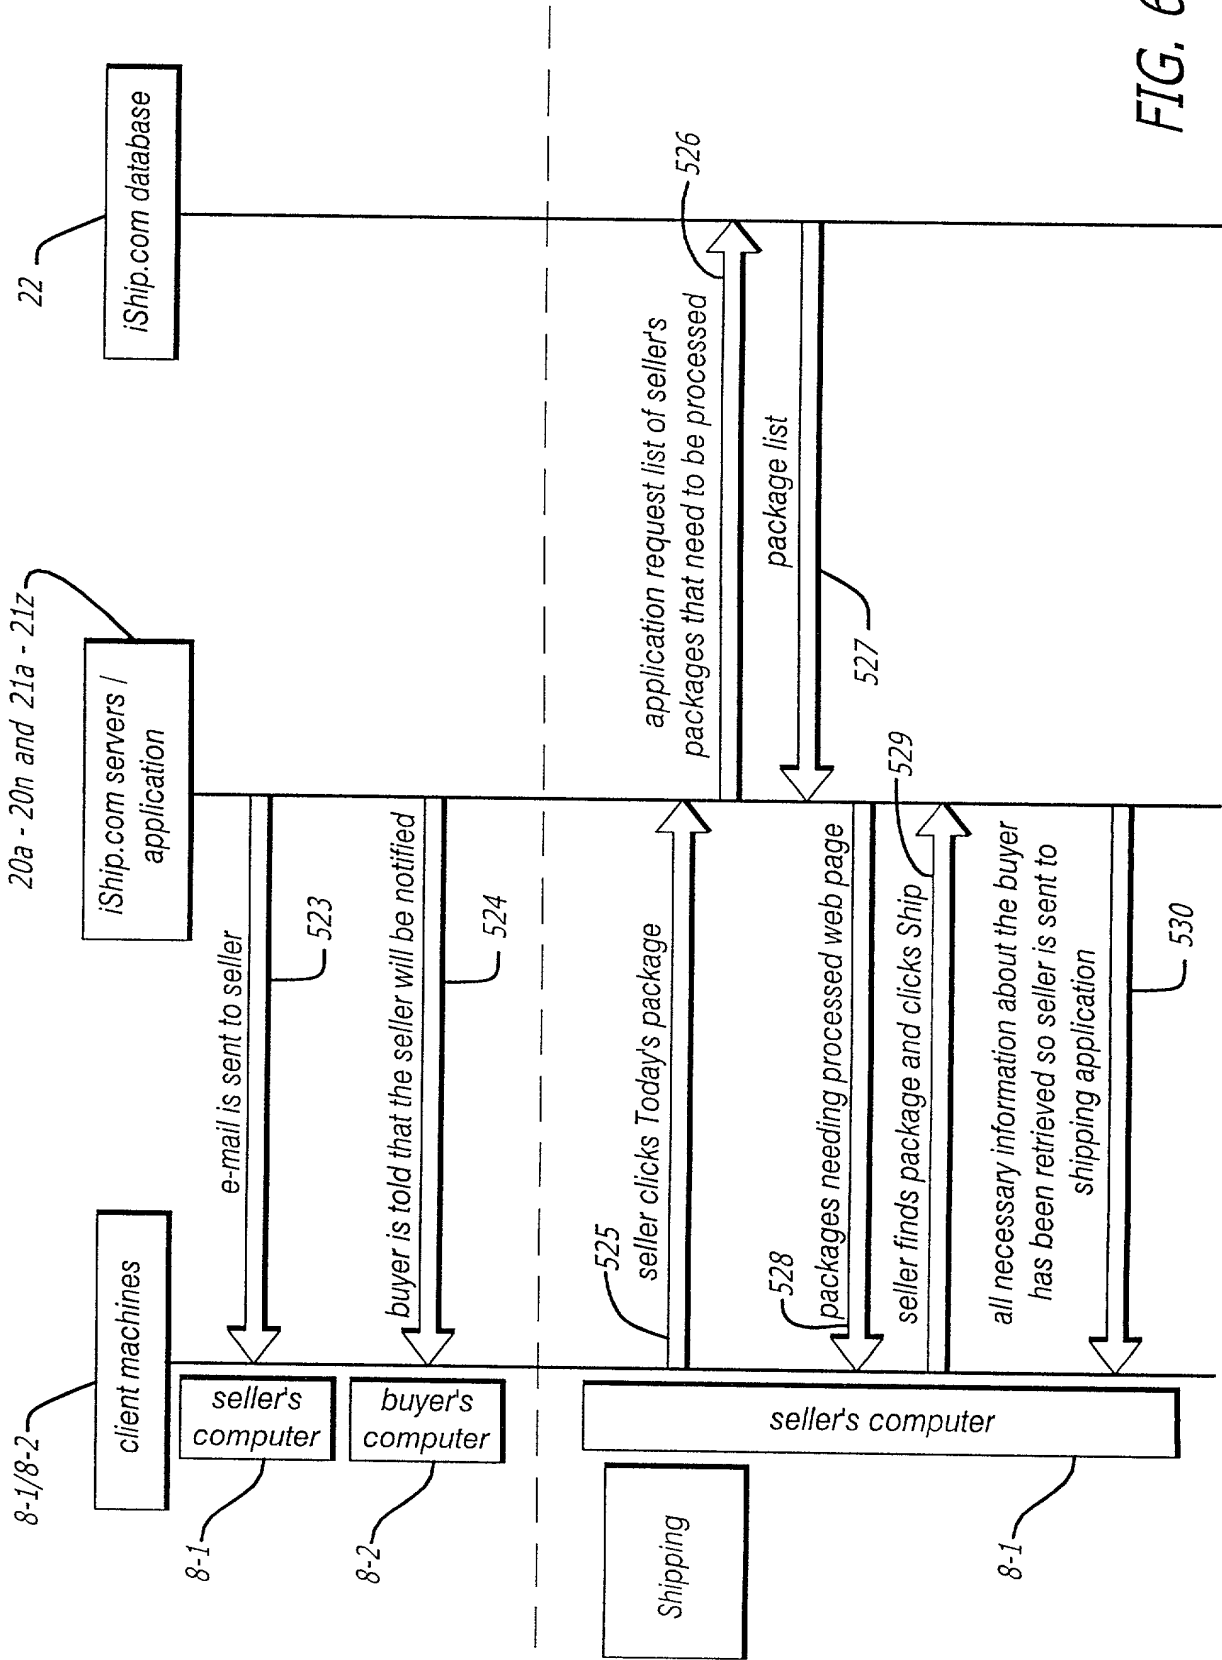 8-1/8-2
client machines
20a - 20n and 21a - 21z
iShip.com servers /
application
22
iShip.com database
8-1
seller's
computer
e-mail is sent to seller
523
8-2
buyer's
computer
buyer is told that the seller will be notified
524
Shipping
8-1
seller's computer
525
seller clicks Today's package
application request list of seller's
packages that need to be processed
526
package list
527
528
packages needing processed web page
seller finds package and clicks Ship
529
all necessary information about the buyer
has been retrieved so seller is sent to
shipping application
530
FIG. 6